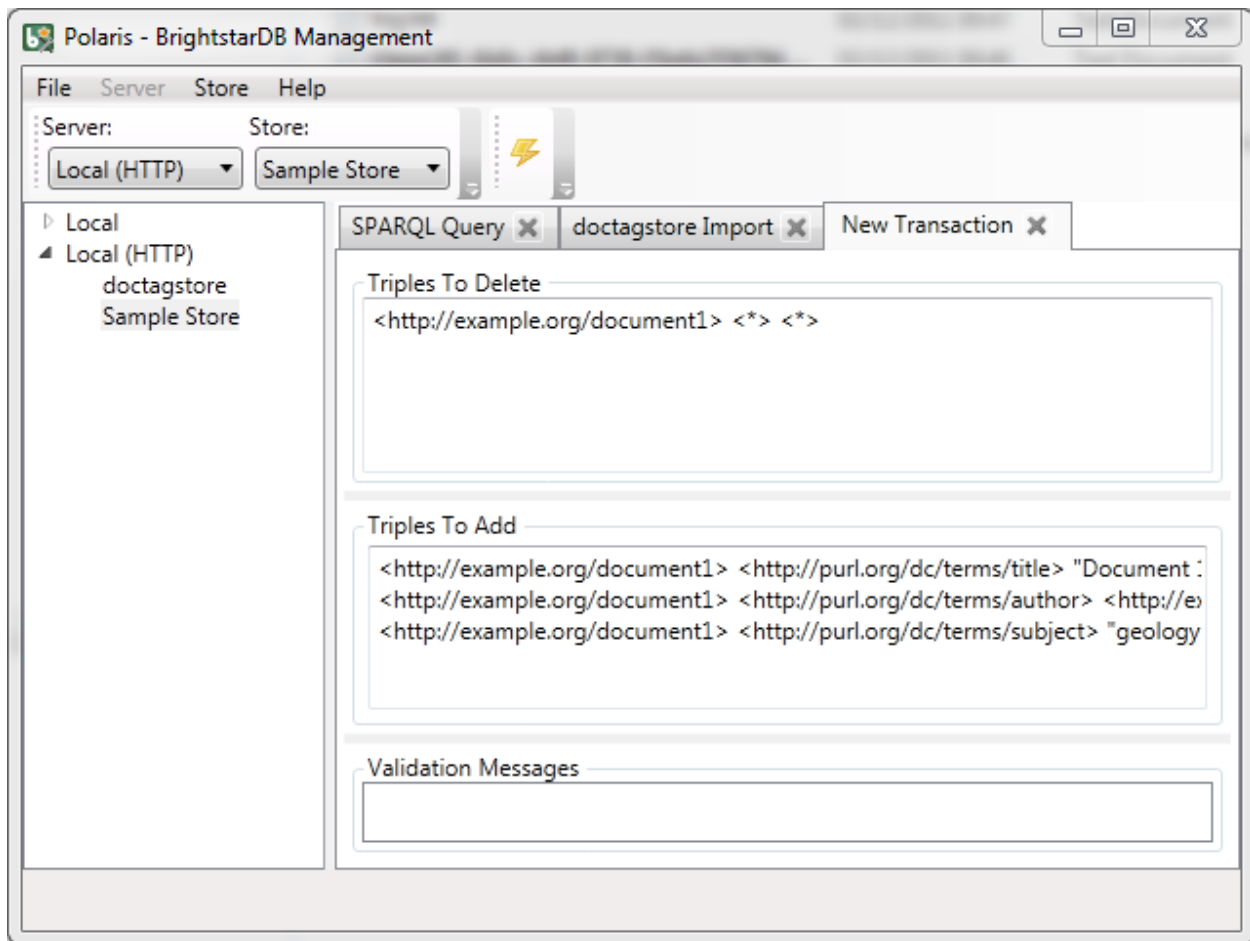 Polaris - BrightstarDB Management
File Server Store Help
Server: Store:
Local (HTTP) Sample Store
Local
Local (HTTP)
doctagstore
Sample Store
SPARQL Query doctagstore Import New Transaction
Triples To Delete
<http://example.org/document1> <*> <*>
Triples To Add
<http://example.org/document1> <http://purl.org/dc/terms/title> "Document
<http://example.org/document1> <http://purl.org/dc/terms/author> <http://e
<http://example.org/document1> <http://purl.org/dc/terms/subject> "geology
Validation Messages